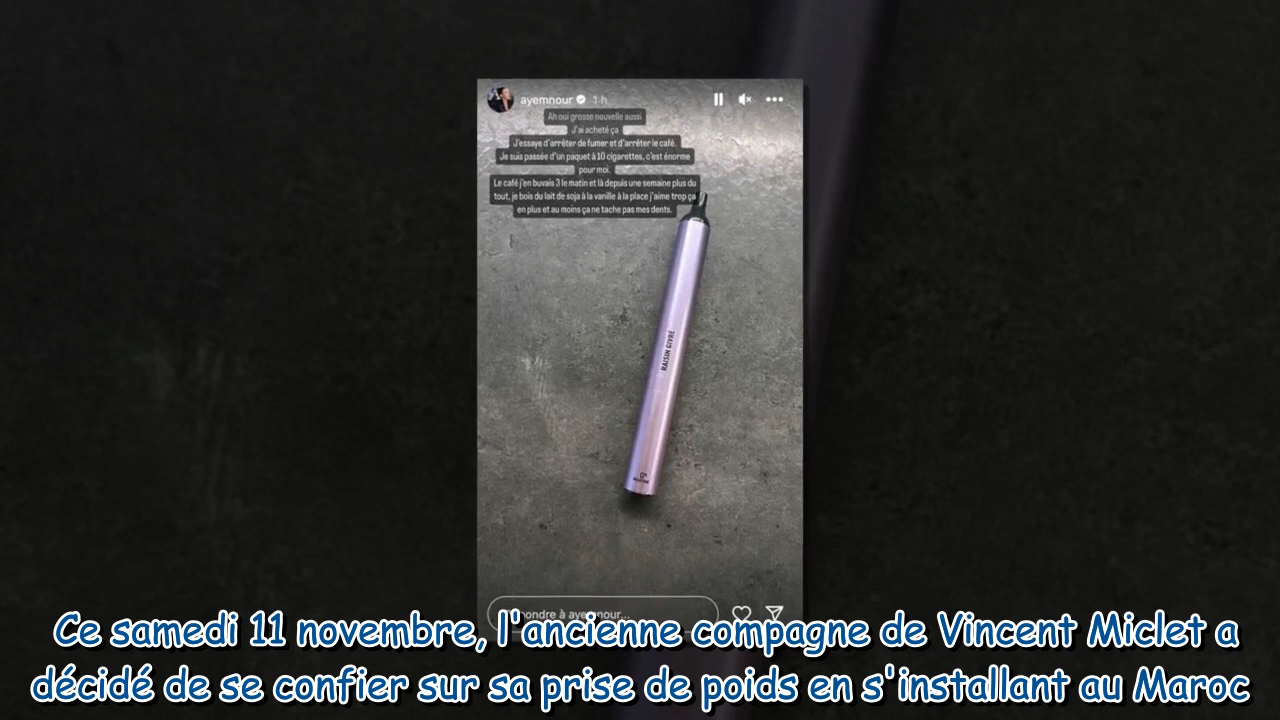 ayemnour 1 h
Ah oui grosse nouvelle aussi
J'ai acheté ça
J'essaye d'arrêter de fumer et d'arrêter le café.
Je suis passée d'un paquet à 10 cigarettes, c'est énorme
pour moi.
Le café j'en buvais 3 le matin et là depuis une semaine plus du
tout, je bois du lait de soja à la vanille à la place j'aime trop ça
en plus et au moins ça ne tache pas mes dents.
RAISIN GIVRÉ
Ce samedi 11 novembre, l'ancienne compagne de Vincent Miclet a
décidé de se confier sur sa prise de poids en s'installant au Maroc